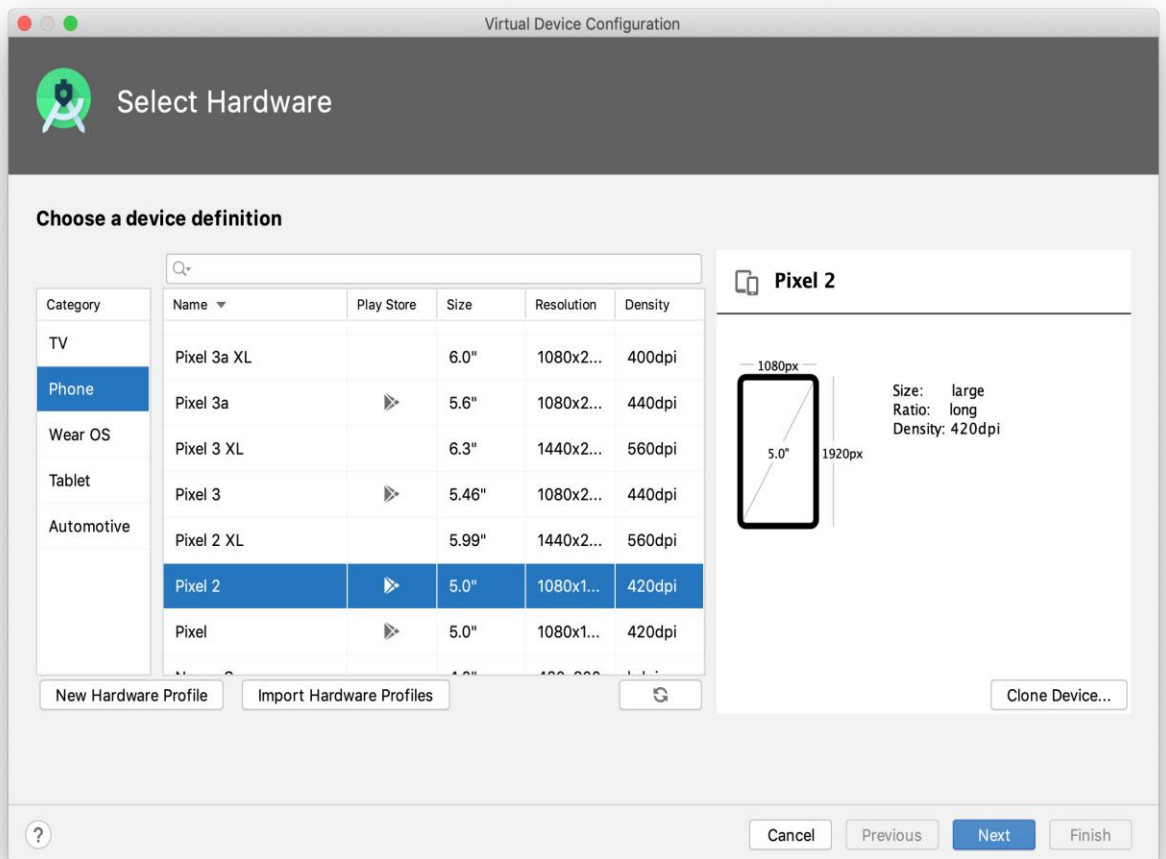 Virtual Device Configuration
Select Hardware
Choose a device definition
Category
TV
Phone
Wear OS
Tablet
Automotive
Name Play Store Size Resolution Density
Pixel 3a XL 6.0" 1080x2... 400dpi
Pixel 3a 5.6" 1080x2... 440dpi
Pixel 3 XL 6.3" 1440x2... 560dpi
Pixel 3 5.46" 1080x2... 440dpi
Pixel 2 XL 5.99" 1440x2... 560dpi
Pixel 2 5.0" 1080x1... 420dpi
Pixel 5.0" 1080x1... 420dpi
New Hardware Profile Import Hardware Profiles
Pixel 2
1080px
5.0"
1920px
Size: large
Ratio: long
Density: 420dpi
Clone Device...
? Cancel Previous Next Finish